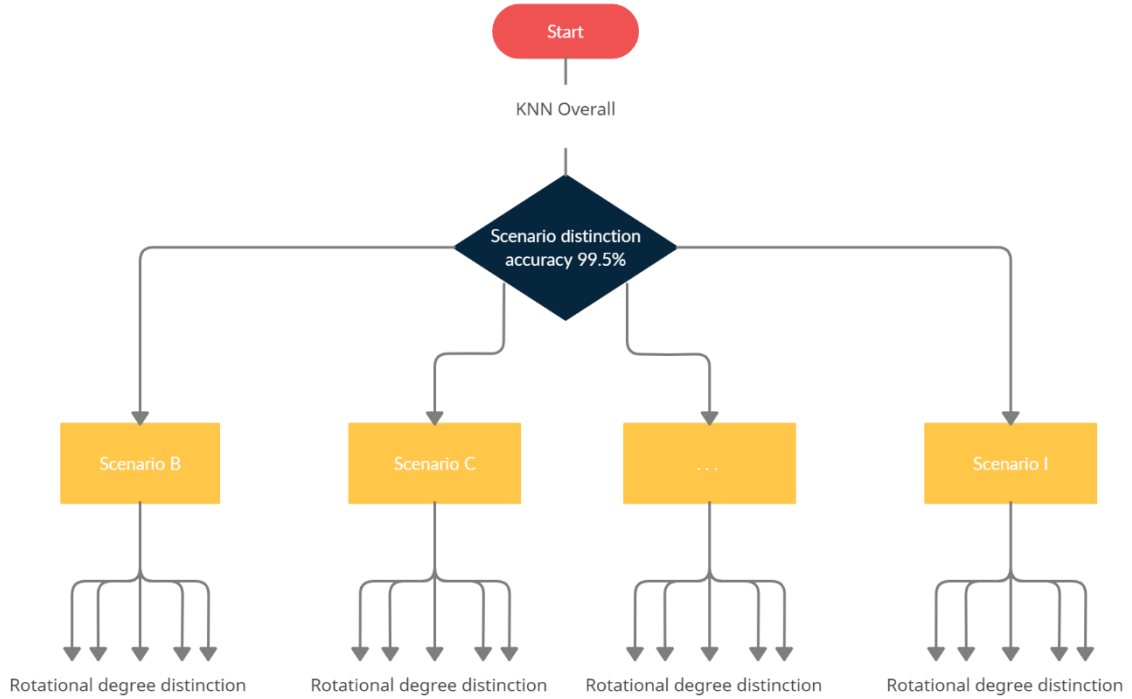 Start
KNN Overall
Scenario distinction
accuracy 99.5%
Scenario B
Scenario C
. . .
Scenario I
Rotational degree distinction
Rotational degree distinction
Rotational degree distinction
Rotational degree distinction